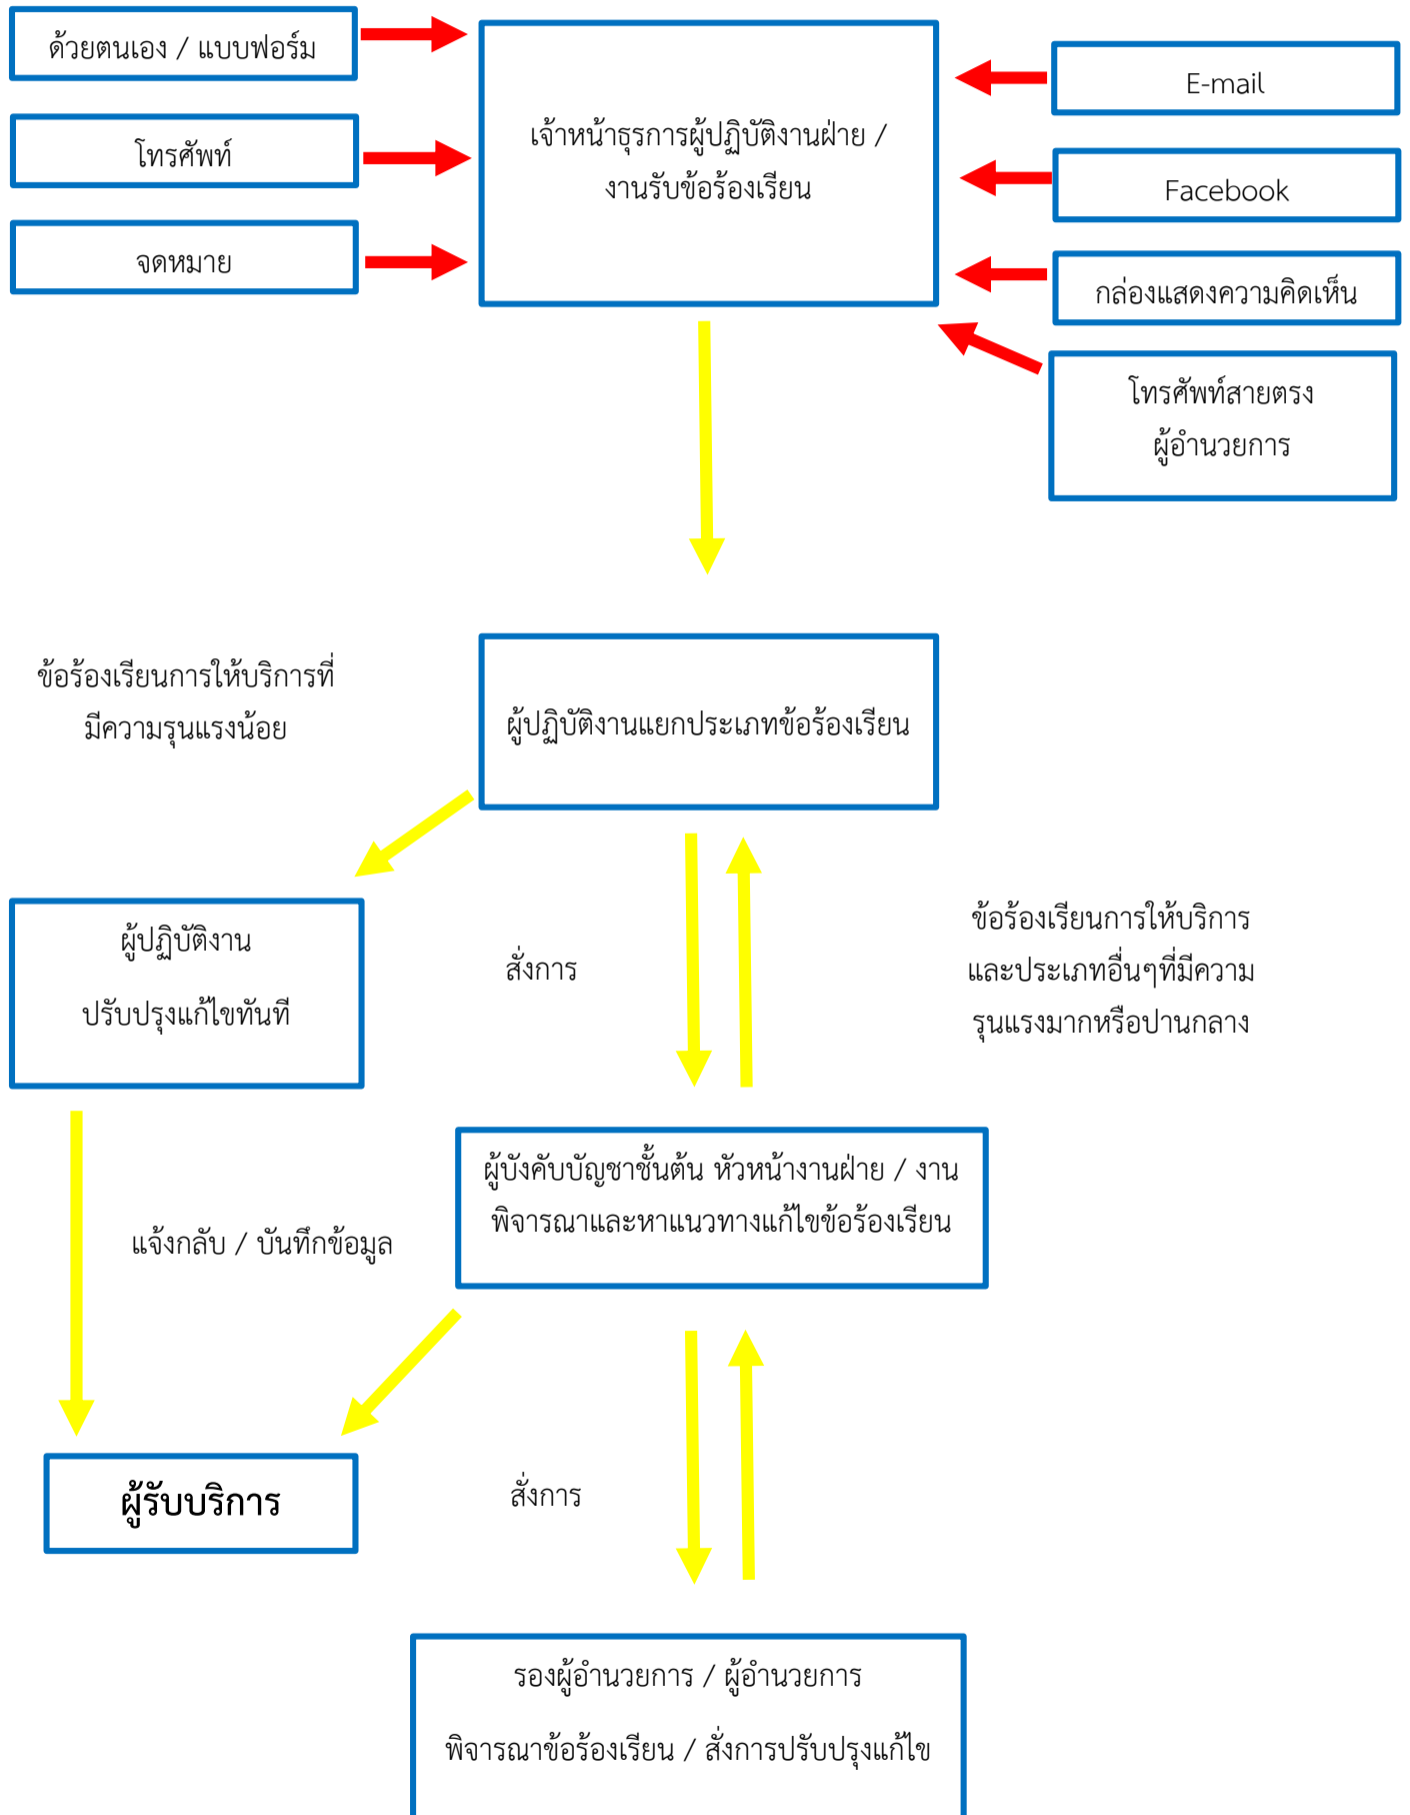 ด้วยตนเอง / แบบฟอร์ม
โทรศัพท์
จดหมาย
เจ้าหน้าธุรการผู้ปฏิบัติงานฝ่าย /
งานรับข้อร้องเรียน
E-mail
Facebook
กล่องแสดงความคิดเห็น
โทรศัพท์สายตรง
ผู้อำนวยการ
ข้อร้องเรียนการให้บริการที่
มีความรุนแรงน้อย
ผู้ปฏิบัติงานแยกประเภทข้อร้องเรียน
ผู้ปฏิบัติงาน
ปรับปรุงแก้ไขทันที
สั่งการ
ข้อร้องเรียนการให้บริการ
และประเภทอื่นๆที่มีความ
รุนแรงมากหรือปานกลาง
ผู้บังคับบัญชาชั้นต้น หัวหน้างานฝ่าย / งาน
พิจารณาและหาแนวทางแก้ไขข้อร้องเรียน
แจ้งกลับ / บันทึกข้อมูล
ผู้รับบริการ
สั่งการ
รองผู้อำนวยการ / ผู้อำนวยการ
พิจารณาข้อร้องเรียน / สั่งการปรับปรุงแก้ไข